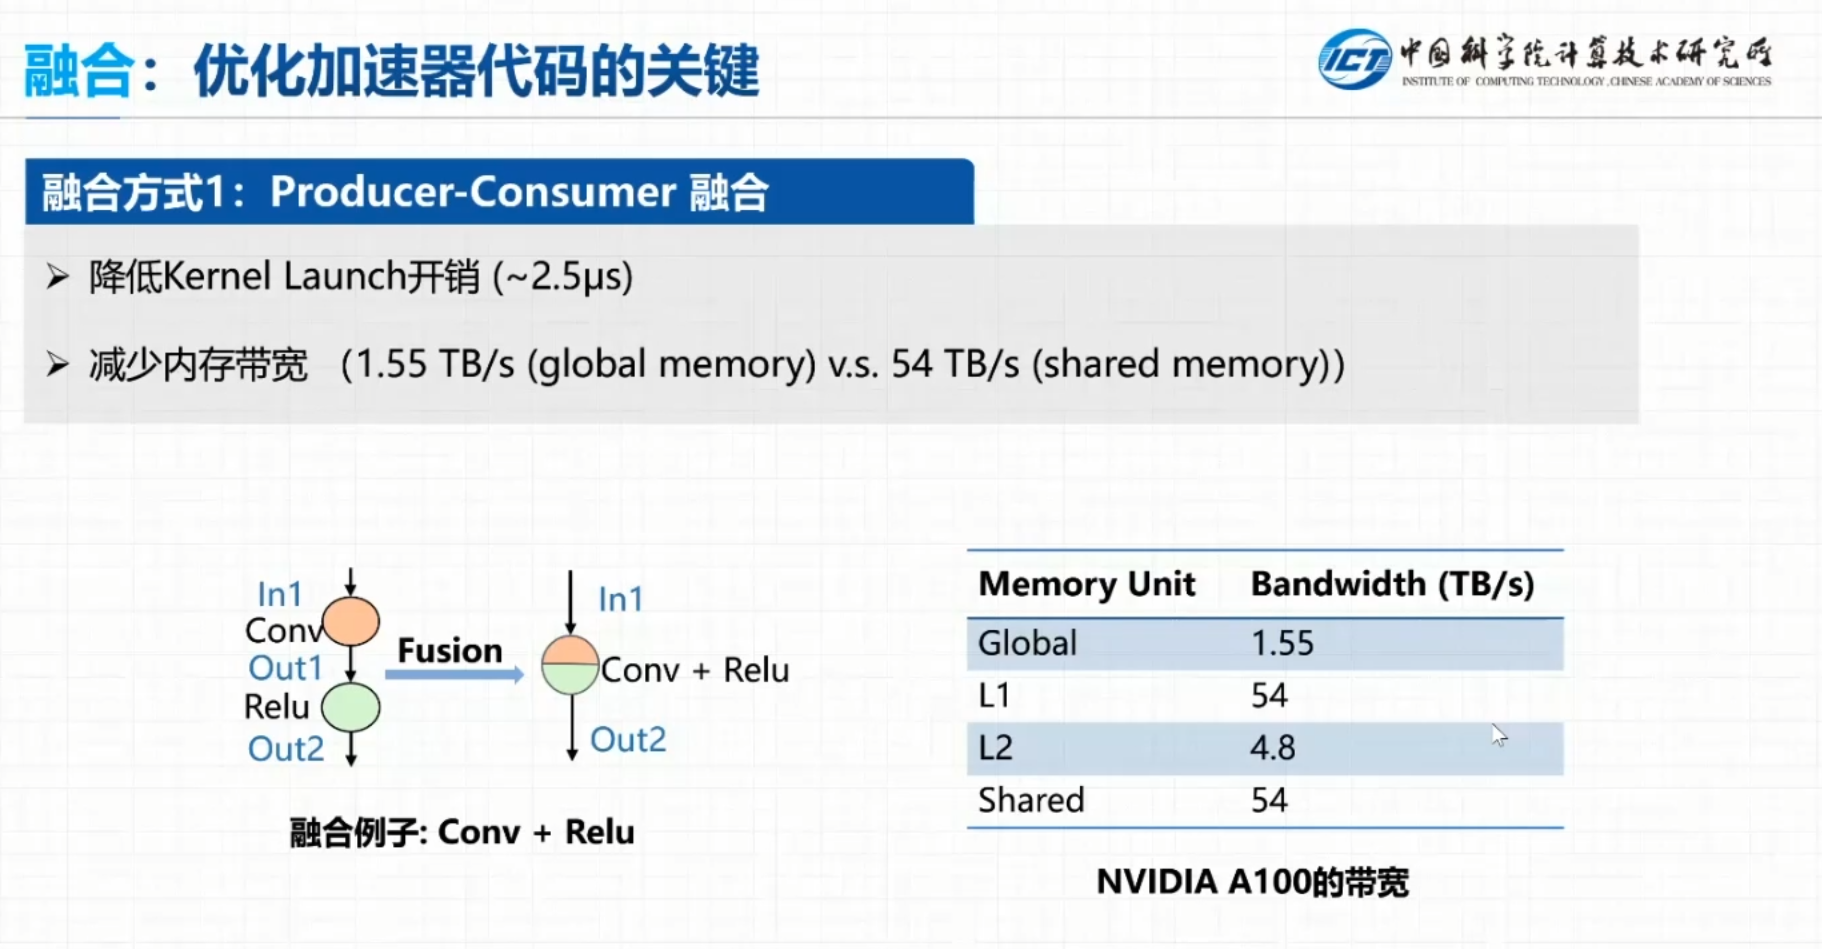 融合：优化加速器代码的关键
ICT 中国科学院计算技术研究所
INSTITUTE OF COMPUTING TECHNOLOGY, CHINESE ACADEMY OF SCIENCES
融合方式1：Producer-Consumer 融合
➢ 降低Kernel Launch开销 (~2.5μs)
➢ 减少内存带宽 （1.55 TB/s (global memory) v.s. 54 TB/s (shared memory)）
In1
Conv
Out1
Relu
Out2
Fusion
In1
Conv + Relu
Out2
融合例子: Conv + Relu
Memory Unit Bandwidth (TB/s)
Global 1.55
L1 54
L2 4.8
Shared 54
NVIDIA A100的带宽